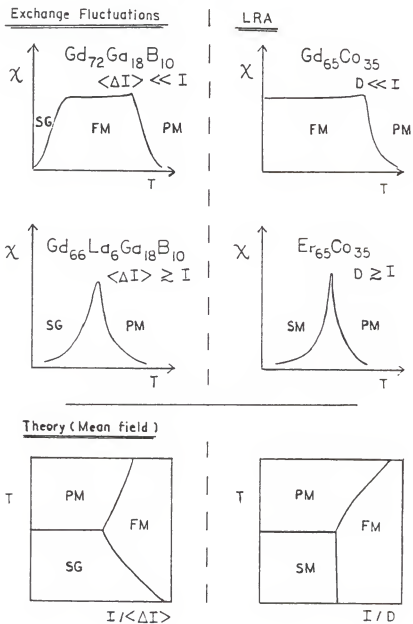 Exchange Fluctuations
LRA
Gd72Ga18B10
<ΔI> << I
χ
SG
FM
PM
T
Gd65Co35
D << I
χ
FM
PM
T
Gd66La6Ga18B10
<ΔI> ≳ I
χ
SG
PM
T
Er65Co35
D ≳ I
χ
SM
PM
T
Theory (Mean field)
T
PM
FM
SG
I/<ΔI>
T
PM
FM
SM
I/D